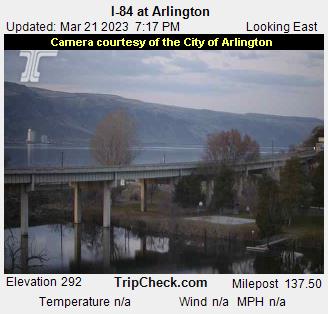 I-84 at Arlington
Updated: Mar 21 2023 7:17 PM Looking East
Camera courtesy of the City of Arlington
Elevation 292 TripCheck.com Milepost 137.50
Temperature n/a Wind n/a MPH n/a